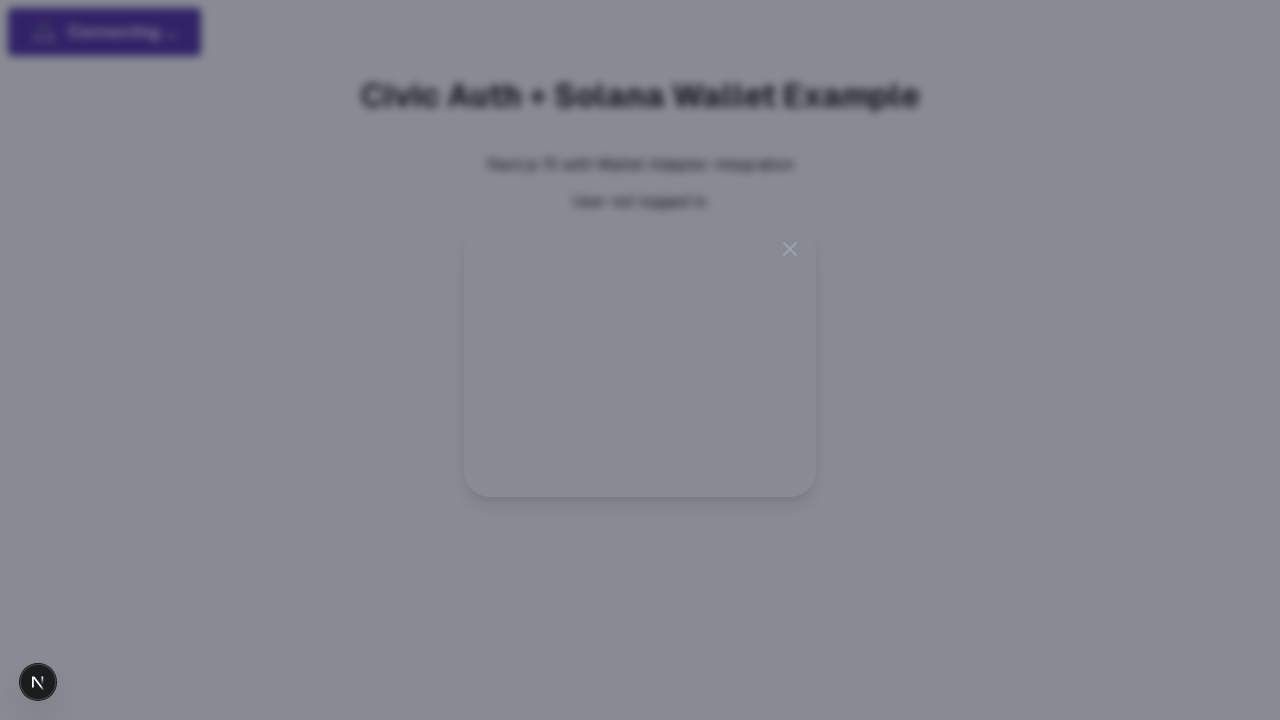 Connecting ...
Civic Auth + Solana Wallet Example
Next.js 15 with Wallet Adapter integration
User not logged in
N